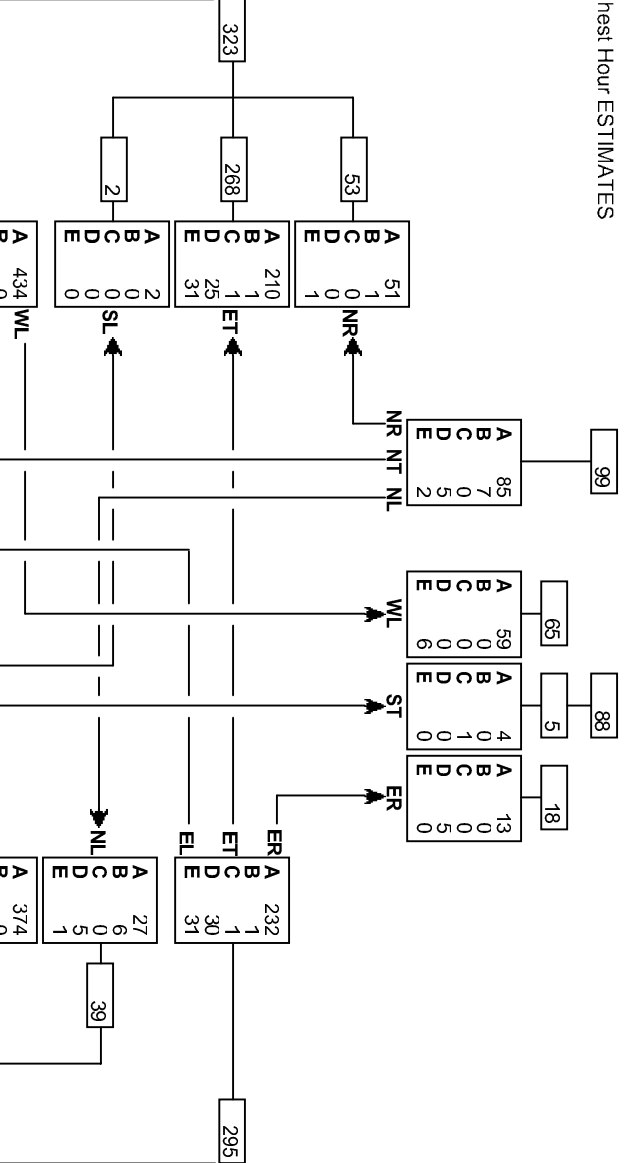 hest Hour ESTIMATES
99
A 85
B 7
C 0
D 5
E 2
NR NT NL
65
A 59
B 0
C 0
D 0
E 6
WL
88
5
A 4
B 0
C 1
D 0
E 0
ST
18
A 13
B 0
C 0
D 5
E 0
ER
323
53
A 51
B 1
C 0
D 0
E 1
NR
268
A 210
B 1
C 1
D 25
E 31
ET
2
A 2
B 0
C 0
D 0
E 0
SL
A 434
B 0
WL
ER
ET
EL
A 232
B 1
C 1
D 30
E 31
295
NL
A 27
B 6
C 0
D 5
E 1
39
A 374
B 0